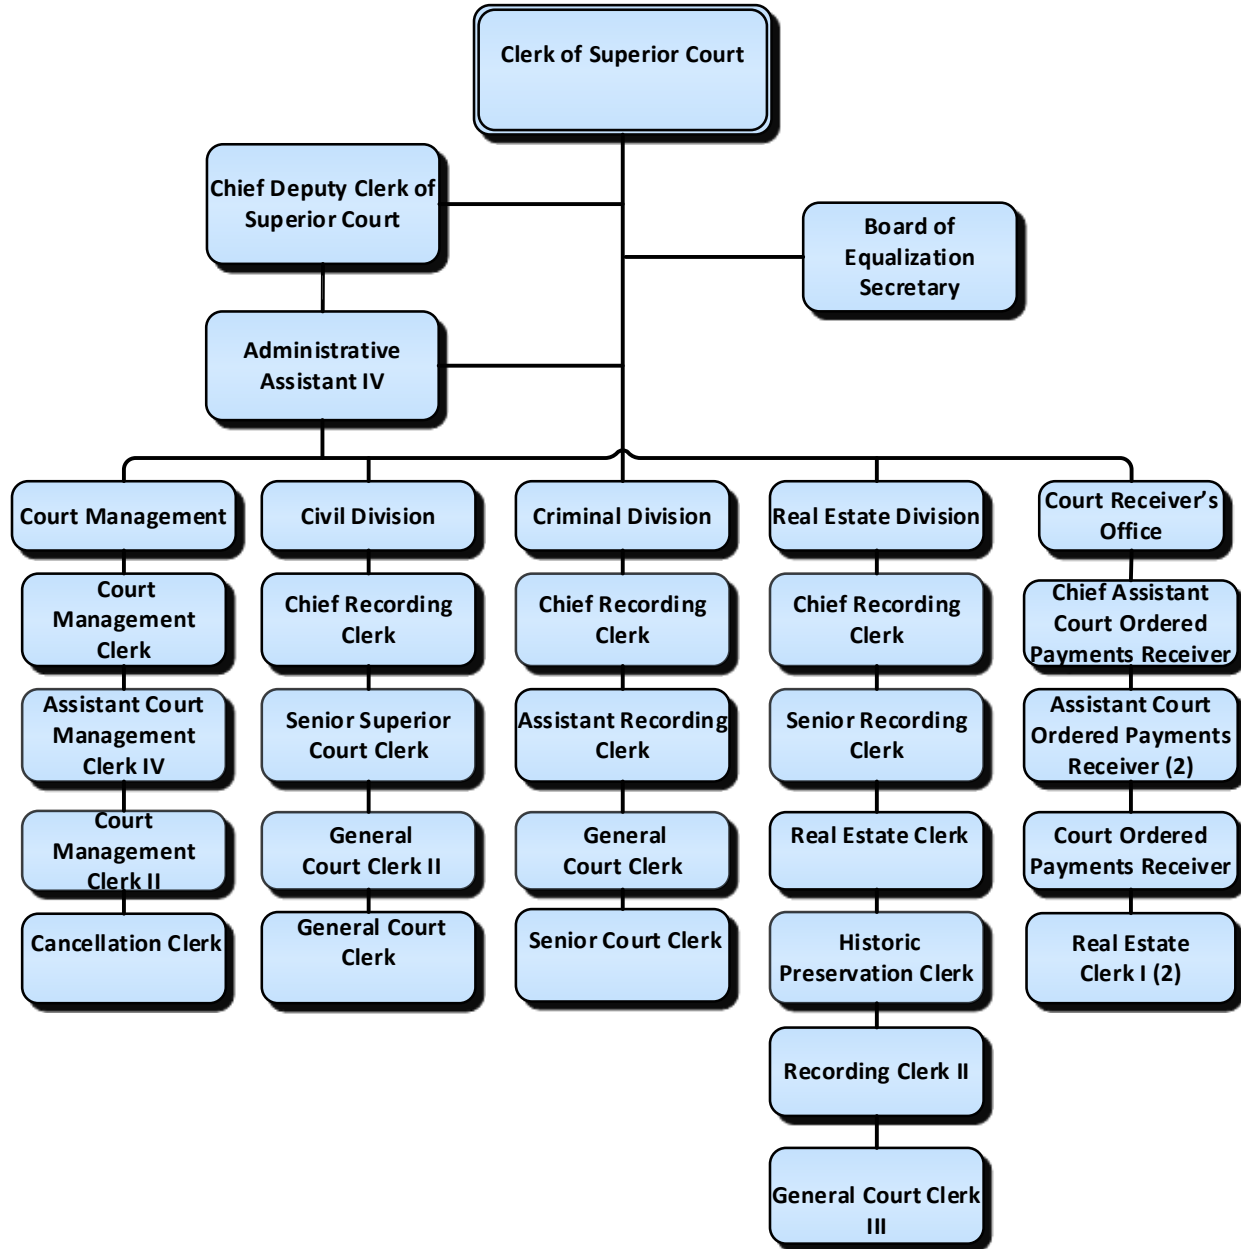 Clerk of Superior Court
Chief Deputy Clerk of
Superior Court
Board of
Equalization
Secretary
Administrative
Assistant IV
Court Management
Civil Division
Criminal Division
Real Estate Division
Court Receiver’s
Office
Court
Management
Clerk
Chief Recording
Clerk
Chief Recording
Clerk
Chief Recording
Clerk
Chief Assistant
Court Ordered
Payments Receiver
Assistant Court
Management
Clerk IV
Senior Superior
Court Clerk
Assistant Recording
Clerk
Senior Recording
Clerk
Assistant Court
Ordered Payments
Receiver (2)
Court
Management
Clerk II
General
Court Clerk II
General
Court Clerk
Real Estate Clerk
Court Ordered
Payments Receiver
Cancellation Clerk
General Court
Clerk
Senior Court Clerk
Historic
Preservation Clerk
Real Estate
Clerk I (2)
Recording Clerk II
General Court Clerk
III